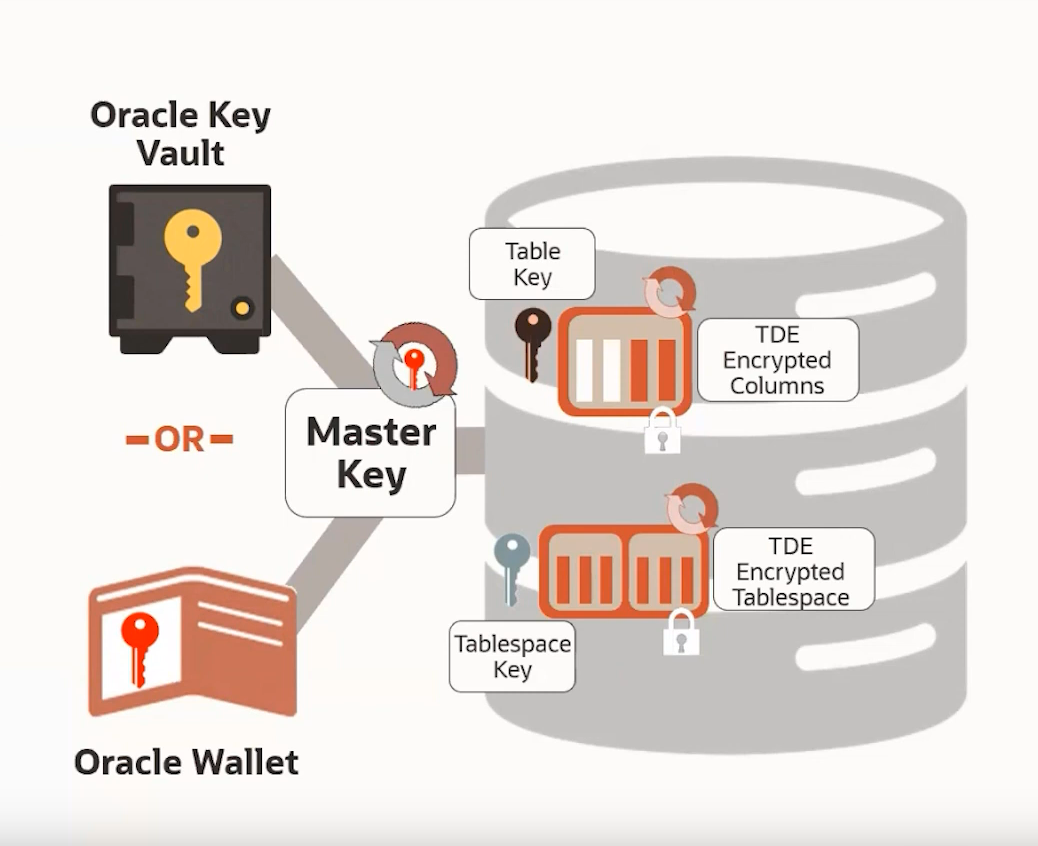 Oracle Key
Vault
Table
Key
TDE
Encrypted
Columns
- OR -
Master
Key
TDE
Encrypted
Tablespace
Tablespace
Key
Oracle Wallet